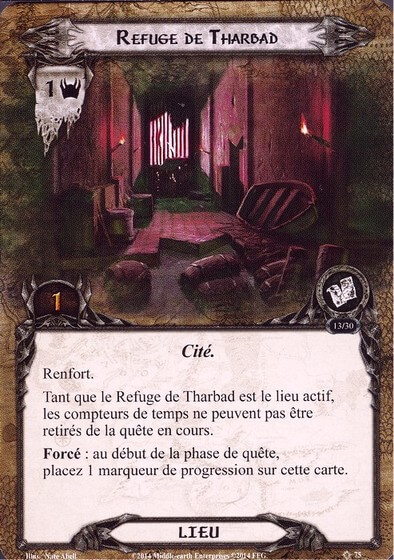 Refuge de Tharbad
1
1
13/30
Cité.
Renfort.
Tant que le Refuge de Tharbad est le lieu actif,
les compteurs de temps ne peuvent pas être
retirés de la quête en cours.
Forcé : au début de la phase de quête,
placez 1 marqueur de progression sur cette carte.
LIEU
Illus. Nate Abell ©2014 Middle-earth Enterprises ©2014 FFG 75